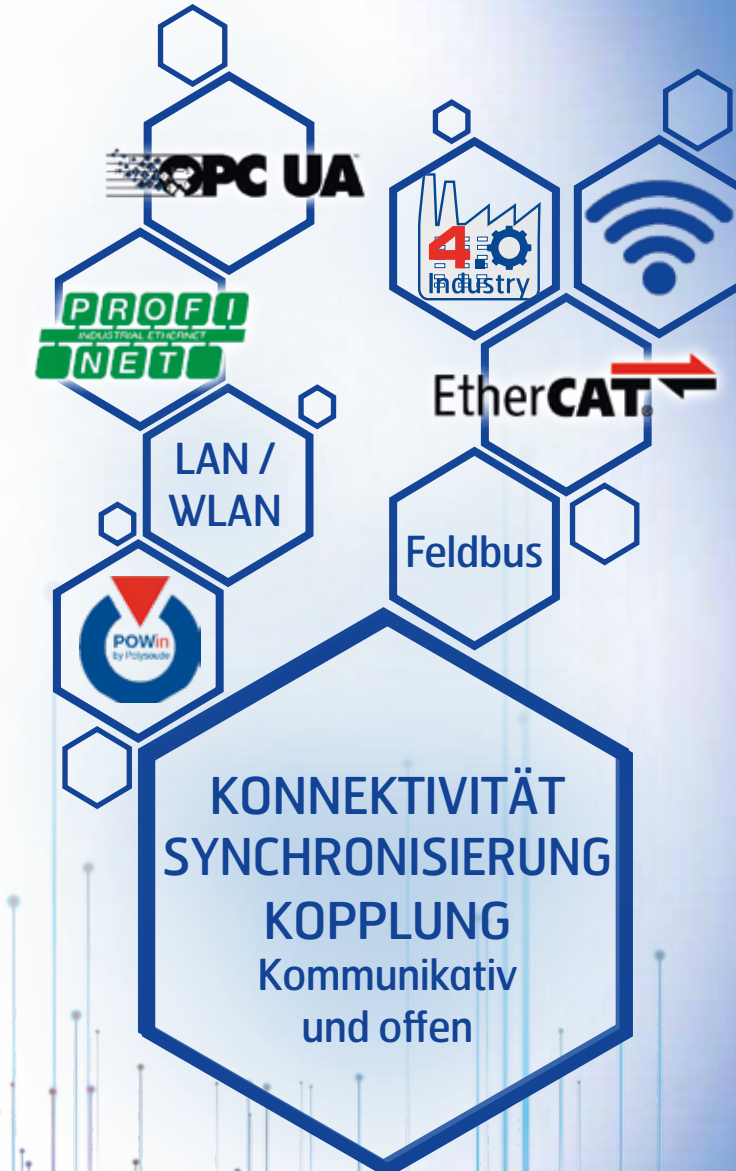 OPC UA
4.0
Industry
PROFI
INDUSTRIAL ETHERNET
NET
EtherCAT®
LAN /
WLAN
Feldbus
POWin
by Polysoude
KONNEKTIVITÄT
SYNCHRONISIERUNG
KOPPLUNG
Kommunikativ
und offen